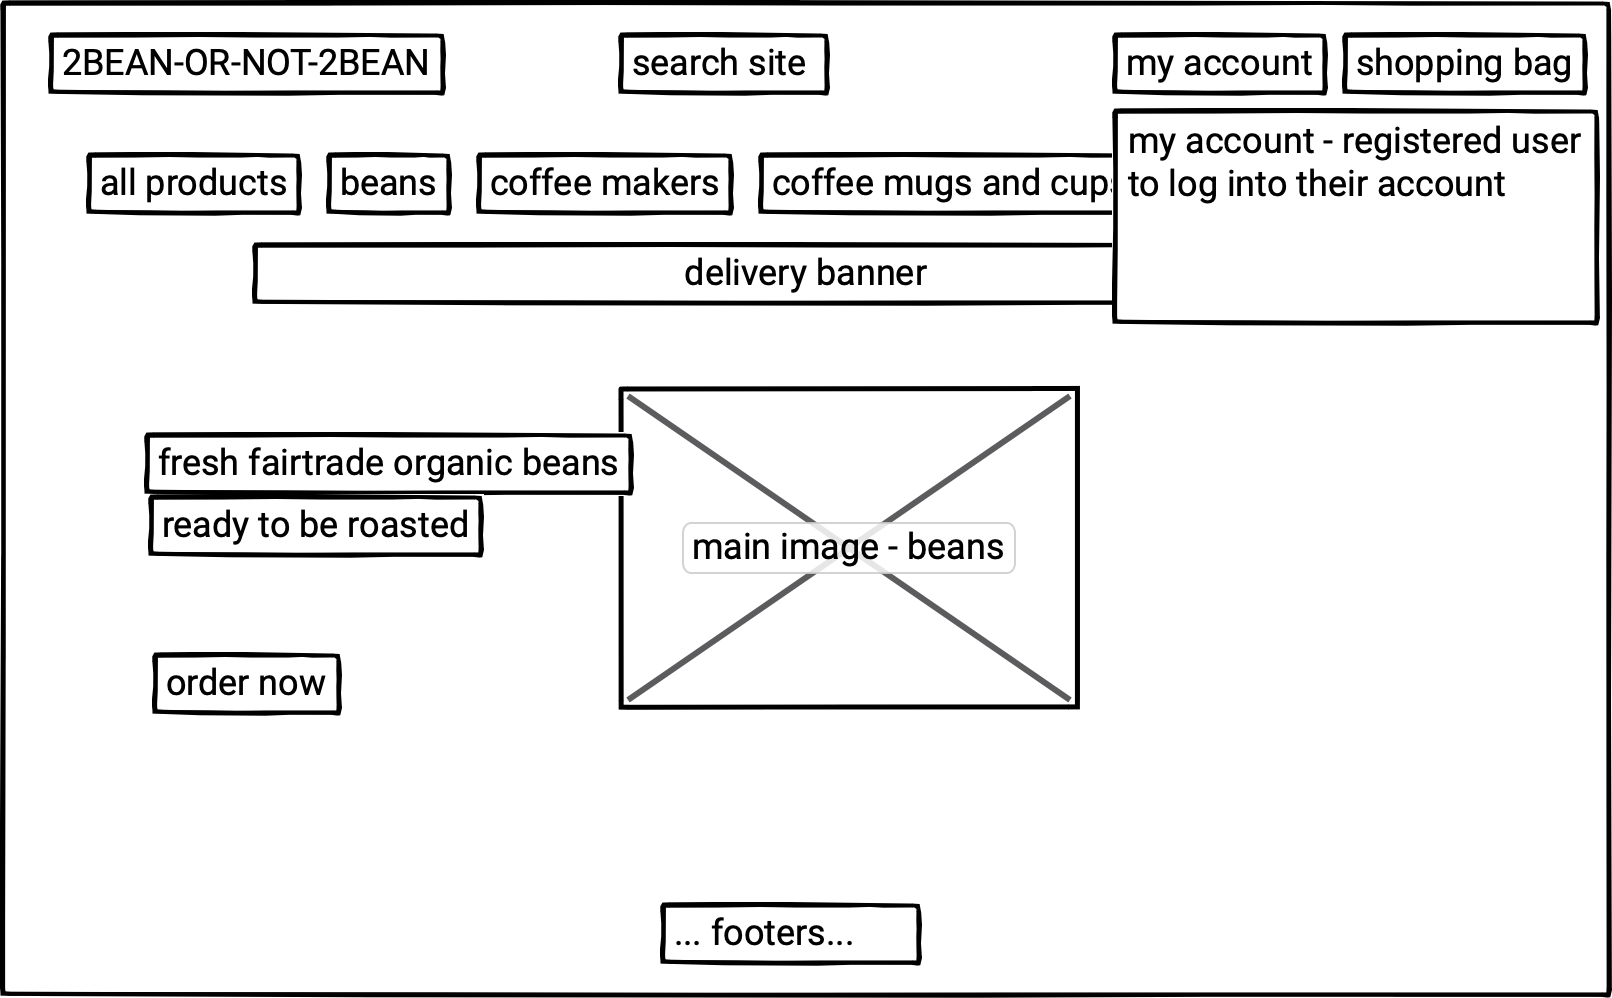 2BEAN-OR-NOT-2BEAN
search site
my account
shopping bag
my account - registered user
to log into their account
all products
beans
coffee makers
coffee mugs and cups
delivery banner
fresh fairtrade organic beans
ready to be roasted
main image - beans
order now
... footers...